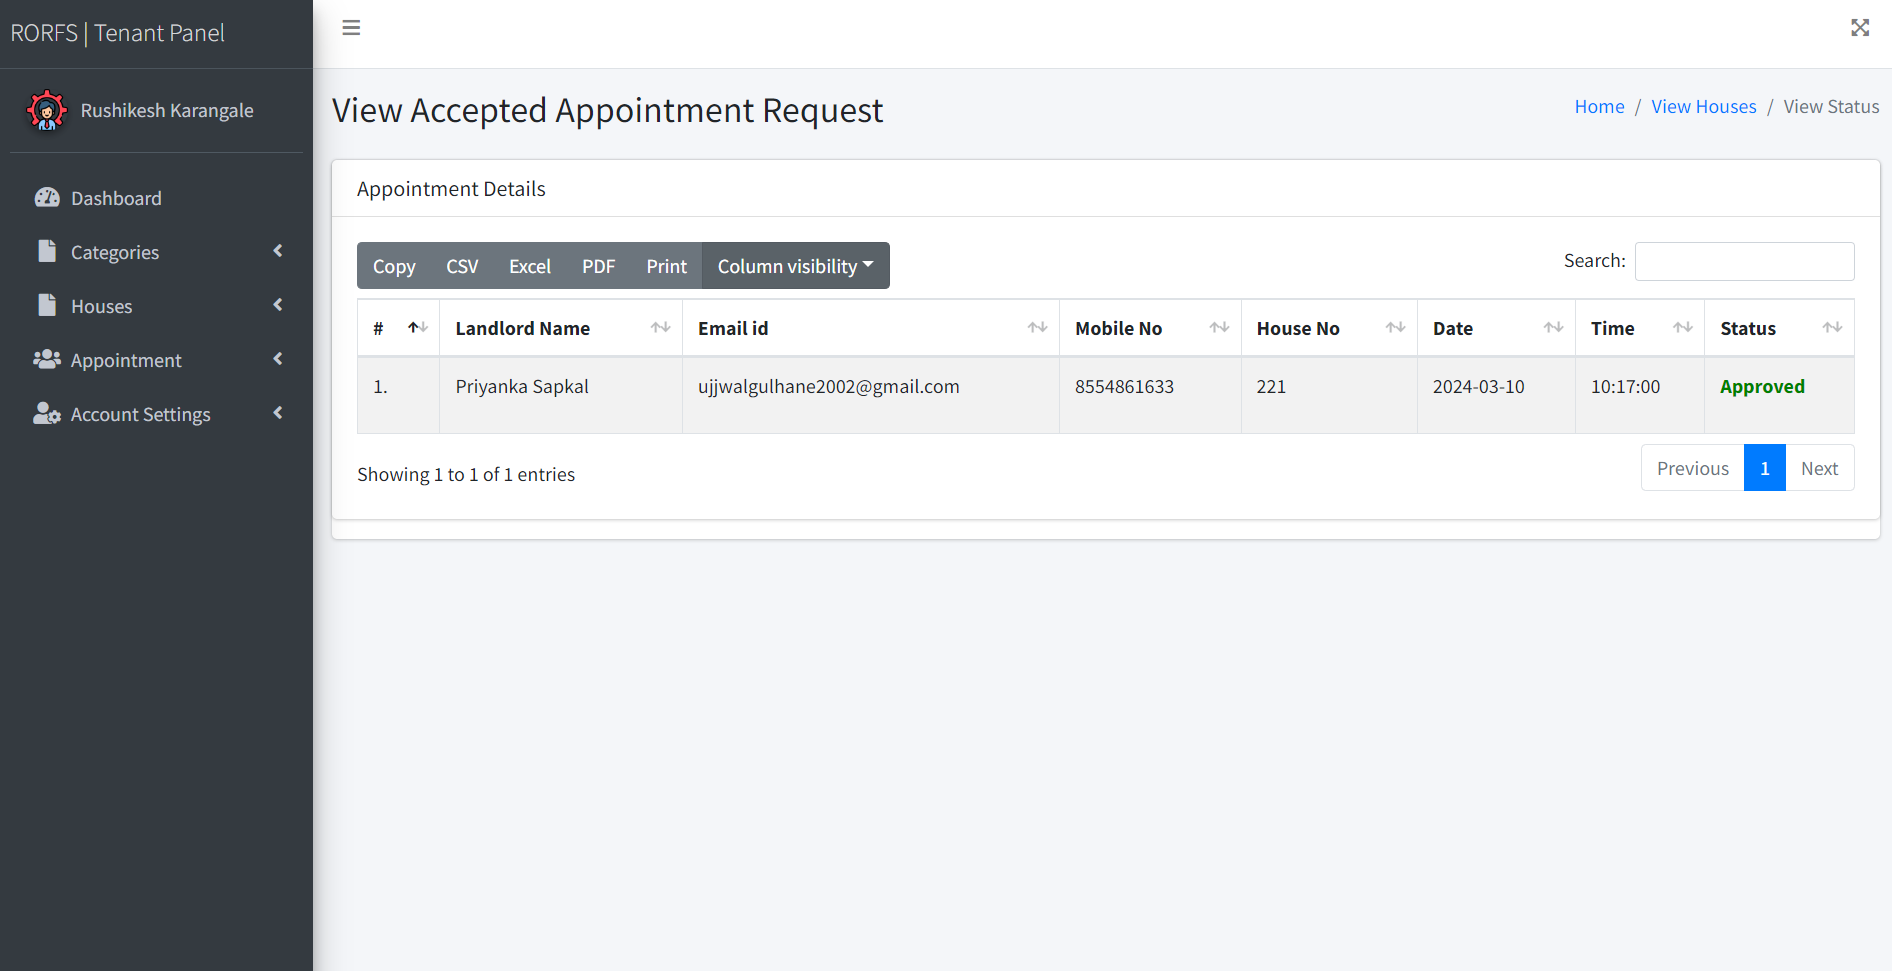 RORFS | Tenant Panel
Rushikesh Karangale
Dashboard
Categories
Houses
Appointment
Account Settings
View Accepted Appointment Request
Home / View Houses / View Status
Appointment Details
Copy CSV Excel PDF Print Column visibility
Search:
# Landlord Name Email id Mobile No House No Date Time Status
1. Priyanka Sapkal ujjwalgulhane2002@gmail.com 8554861633 221 2024-03-10 10:17:00 Approved
Showing 1 to 1 of 1 entries
Previous 1 Next